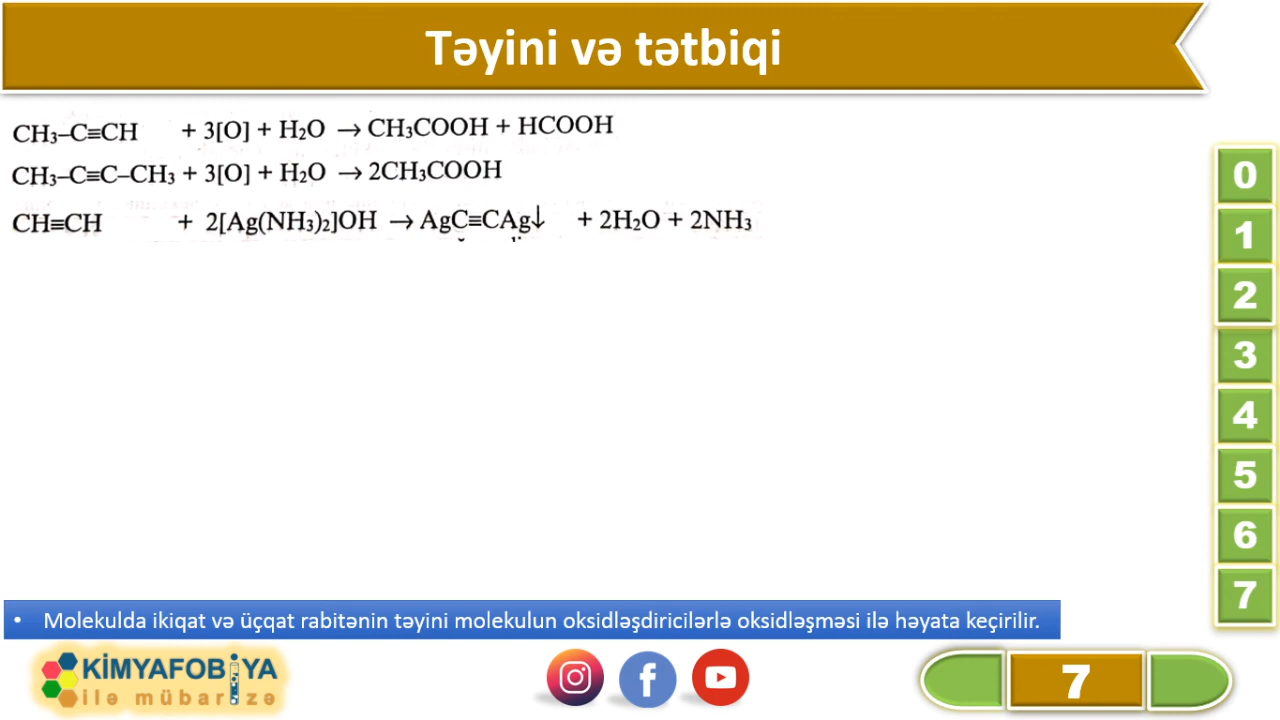 Təyini və tətbiqi
CH₃–C≡CH + 3[O] + H₂O → CH₃COOH + HCOOH
CH₃–C≡C–CH₃ + 3[O] + H₂O → 2CH₃COOH
CH≡CH + 2[Ag(NH₃)₂]OH → AgC≡CAg↓ + 2H₂O + 2NH₃
0
1
2
3
4
5
6
7
• Molekulda ikiqat və üçqat rabitənin təyini molekulun oksidləşdiricilərlə oksidləşməsi ilə həyata keçirilir.
KİMYAFOBİYA
ilə mübarizə
7